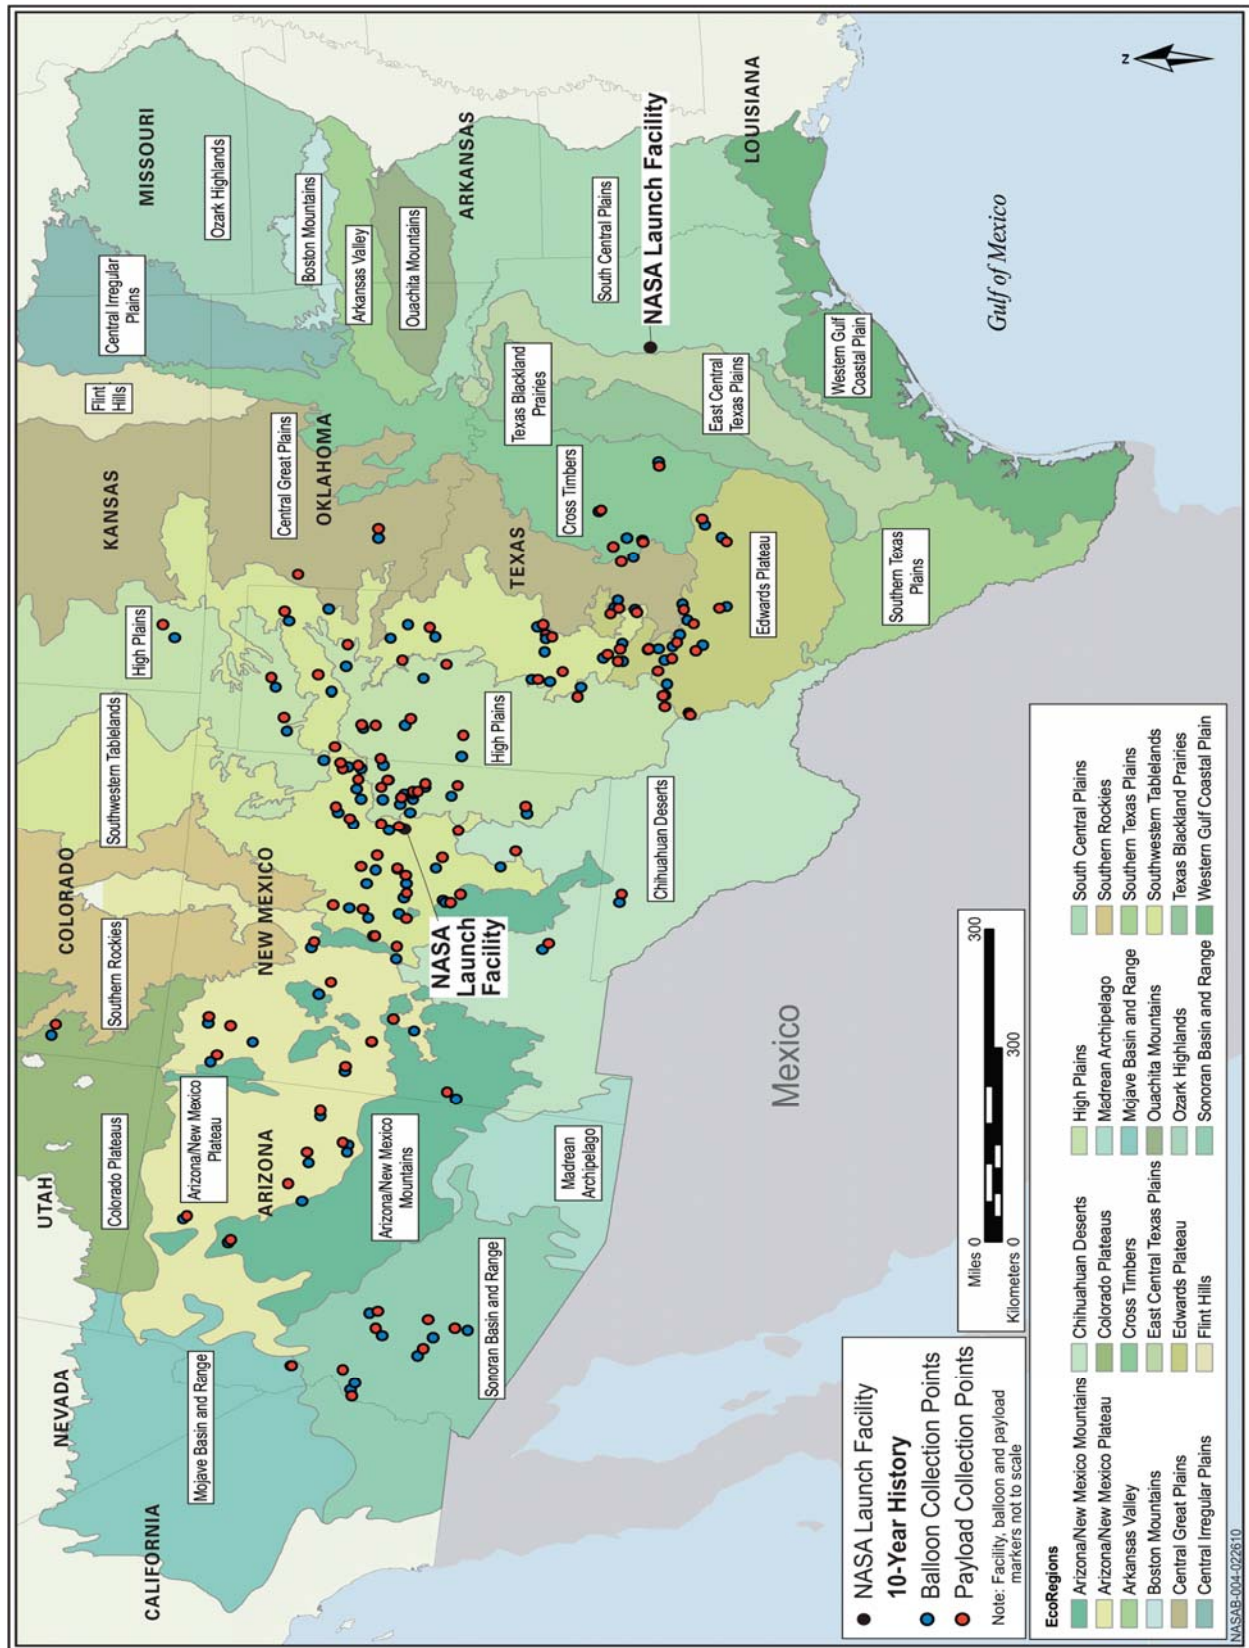 NEVADA
UTAH
COLORADO
KANSAS
MISSOURI
CALIFORNIA
ARIZONA
NEW MEXICO
OKLAHOMA
TEXAS
ARKANSAS
LOUISIANA
Mojave Basin and Range
Colorado Plateaus
Arizona/New Mexico
Plateau
Southern Rockies
Southwestern Tablelands
High Plains
Flint
Hills
Central Irregular
Plains
Ozark Highlands
Central Great Plains
Boston Mountains
Arkansas Valley
Ouachita Mountains
Arizona/New Mexico
Mountains
Sonoran Basin and Range
Madrean
Archipelago
NASA
Launch
Facility
High Plains
Chihuahuan Deserts
Cross Timbers
Texas Blackland
Prairies
South Central Plains
NASA Launch Facility
East Central
Texas Plains
Edwards Plateau
Southern Texas
Plains
Western Gulf
Coastal Plain
Mexico
Gulf of Mexico
N
NASA Launch Facility
10-Year History
Balloon Collection Points
Payload Collection Points
Note: Facility, balloon and payload
markers not to scale
Miles 0 300
Kilometers 0 300
EcoRegions
Arizona/New Mexico Mountains
Arizona/New Mexico Plateau
Arkansas Valley
Boston Mountains
Central Great Plains
Central Irregular Plains
Chihuahuan Deserts
Colorado Plateaus
Cross Timbers
East Central Texas Plains
Edwards Plateau
Flint Hills
High Plains
Madrean Archipelago
Mojave Basin and Range
Ouachita Mountains
Ozark Highlands
Sonoran Basin and Range
South Central Plains
Southern Rockies
Southern Texas Plains
Southwestern Tablelands
Texas Blackland Prairies
Western Gulf Coastal Plain
NASAB-004-022610